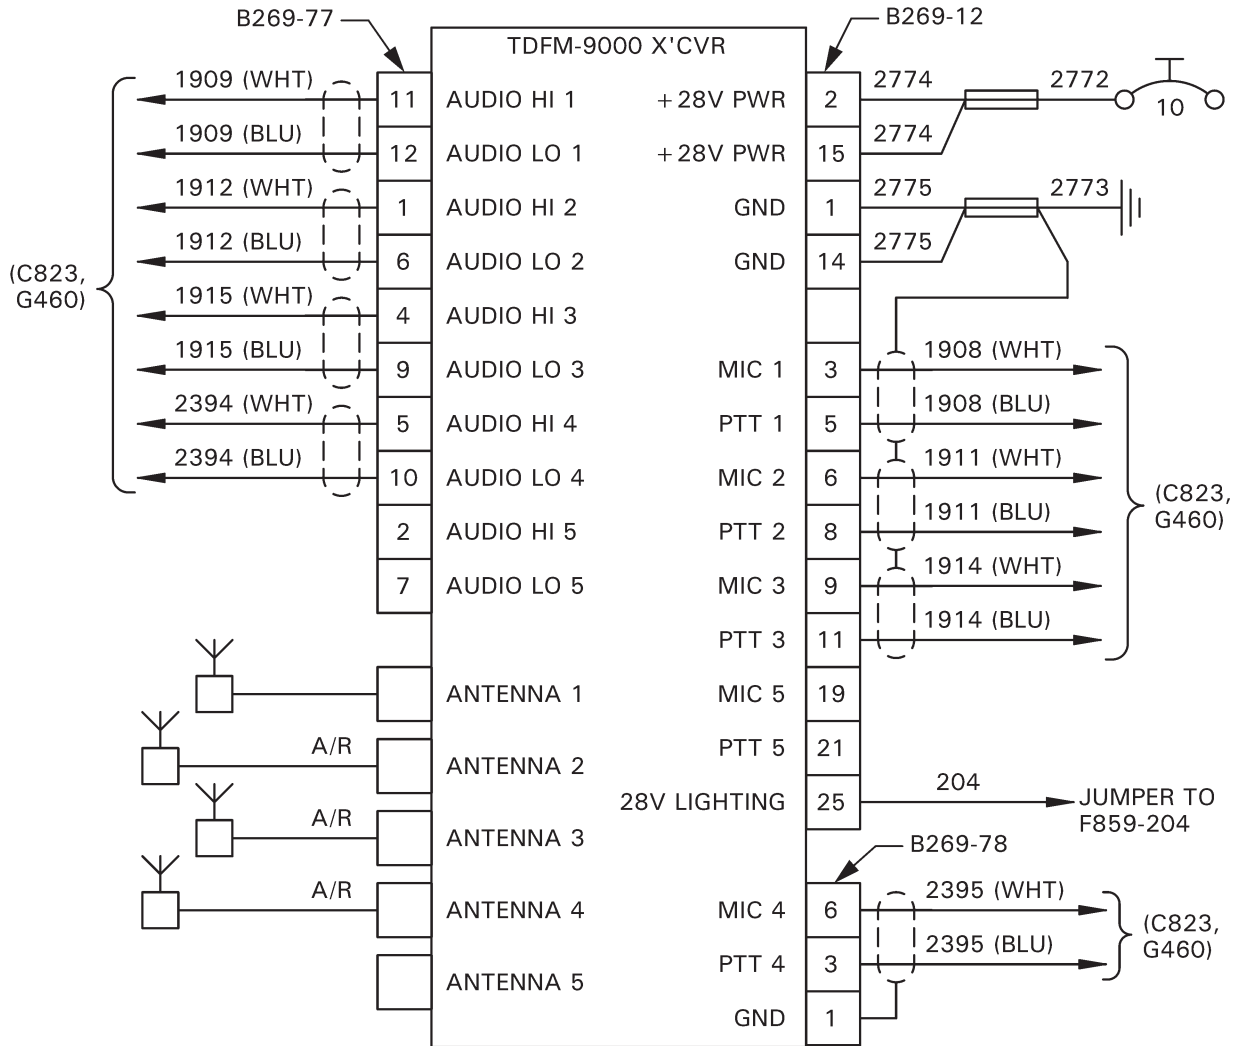 B269-77
B269-12
TDFM-9000 X'CVR
1909 (WHT)
11
AUDIO HI 1
+28V PWR
2
2774
2772
10
1909 (BLU)
12
AUDIO LO 1
+28V PWR
15
2774
1912 (WHT)
1
AUDIO HI 2
GND
1
2775
2773
1912 (BLU)
6
AUDIO LO 2
GND
14
2775
(C823,
G460)
1915 (WHT)
4
AUDIO HI 3
1915 (BLU)
9
AUDIO LO 3
MIC 1
3
1908 (WHT)
2394 (WHT)
5
AUDIO HI 4
PTT 1
5
1908 (BLU)
2394 (BLU)
10
AUDIO LO 4
MIC 2
6
1911 (WHT)
(C823,
G460)
2
AUDIO HI 5
PTT 2
8
1911 (BLU)
7
AUDIO LO 5
MIC 3
9
1914 (WHT)
PTT 3
11
1914 (BLU)
ANTENNA 1
MIC 5
19
A/R
ANTENNA 2
PTT 5
21
28V LIGHTING
25
204
JUMPER TO
F859-204
A/R
ANTENNA 3
B269-78
A/R
ANTENNA 4
MIC 4
6
2395 (WHT)
(C823,
G460)
PTT 4
3
2395 (BLU)
ANTENNA 5
GND
1